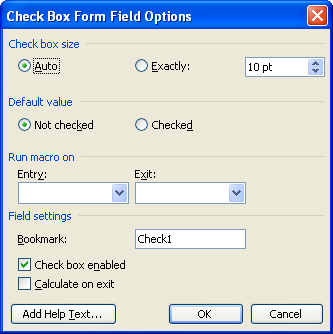 Check Box Form Field Options
Check box size
Auto Exactly: 10 pt
Default value
Not checked Checked
Run macro on
Entry: Exit:
Field settings
Bookmark: Check1
Check box enabled
Calculate on exit
Add Help Text... OK Cancel